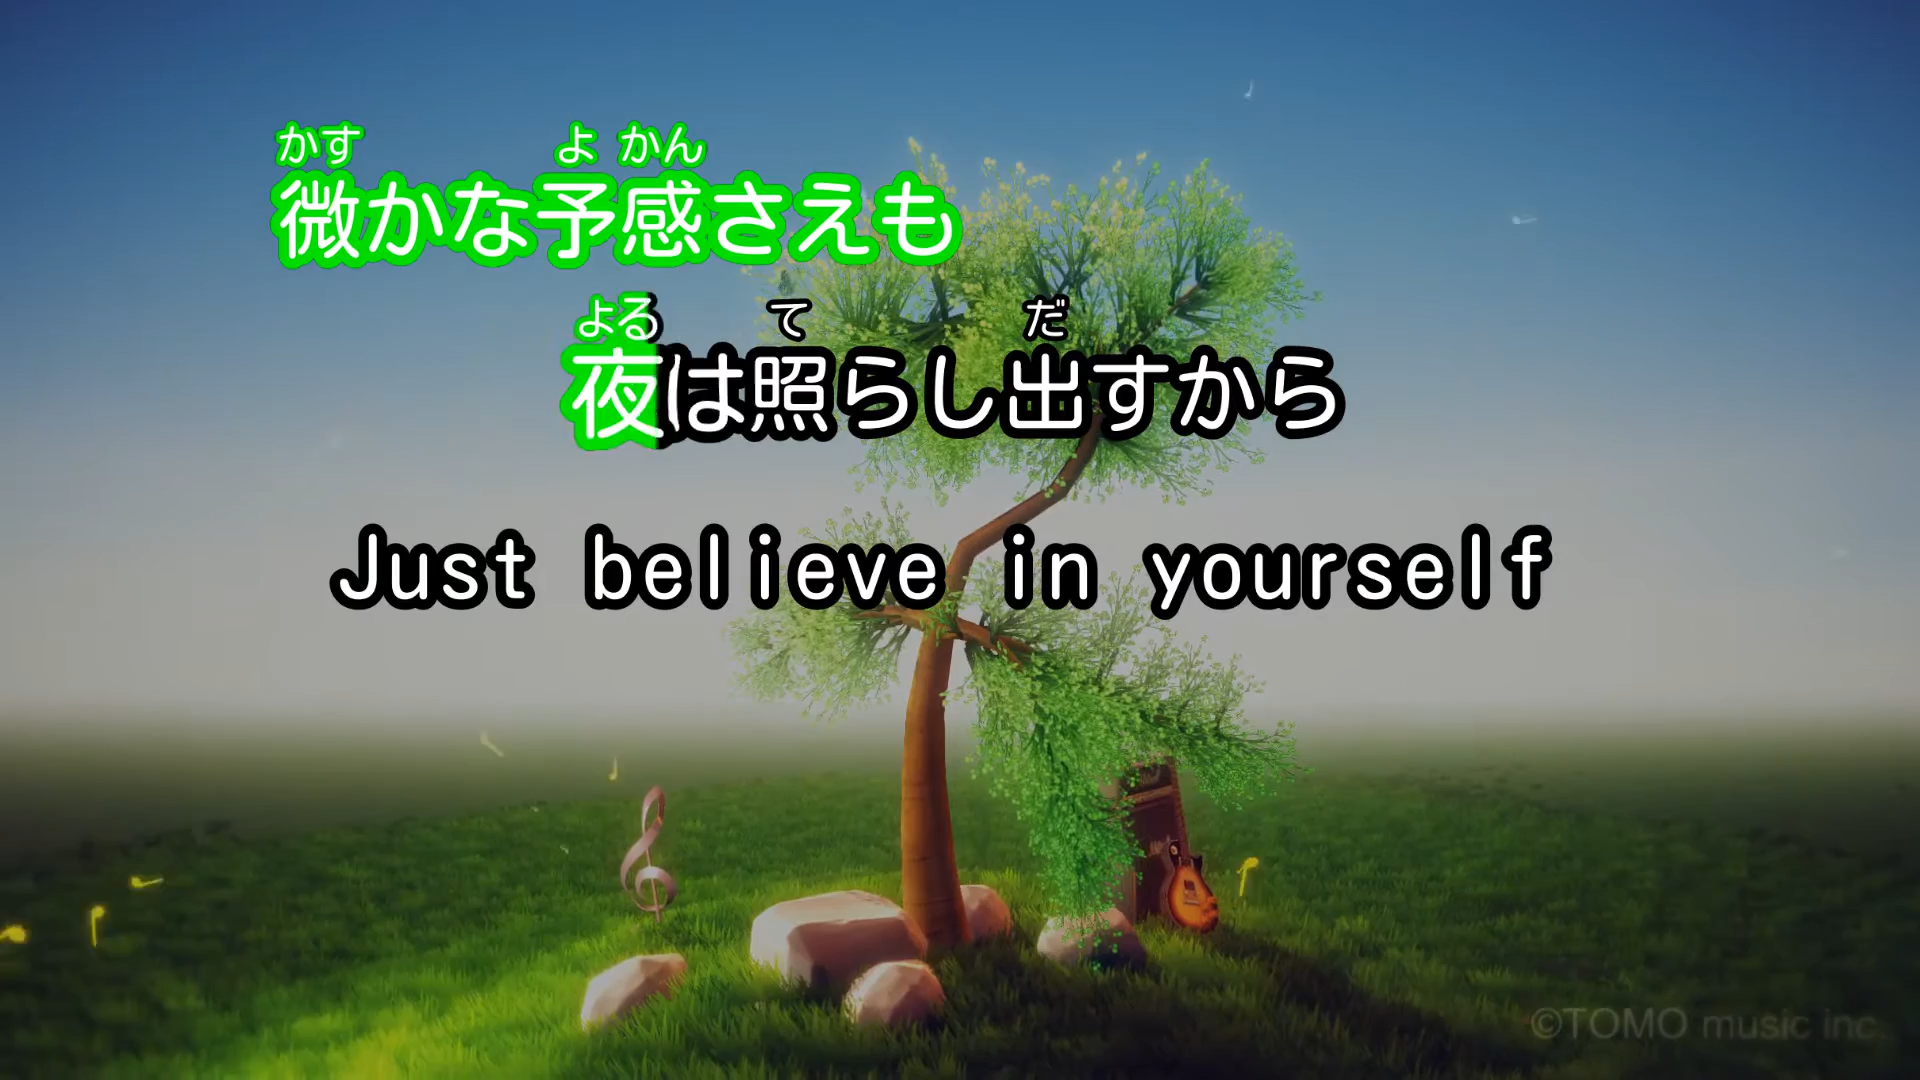 かす よ かん
微かな予感さえも
よる て だ
夜は照らし出すから
Just believe in yourself
©TOMO music inc.